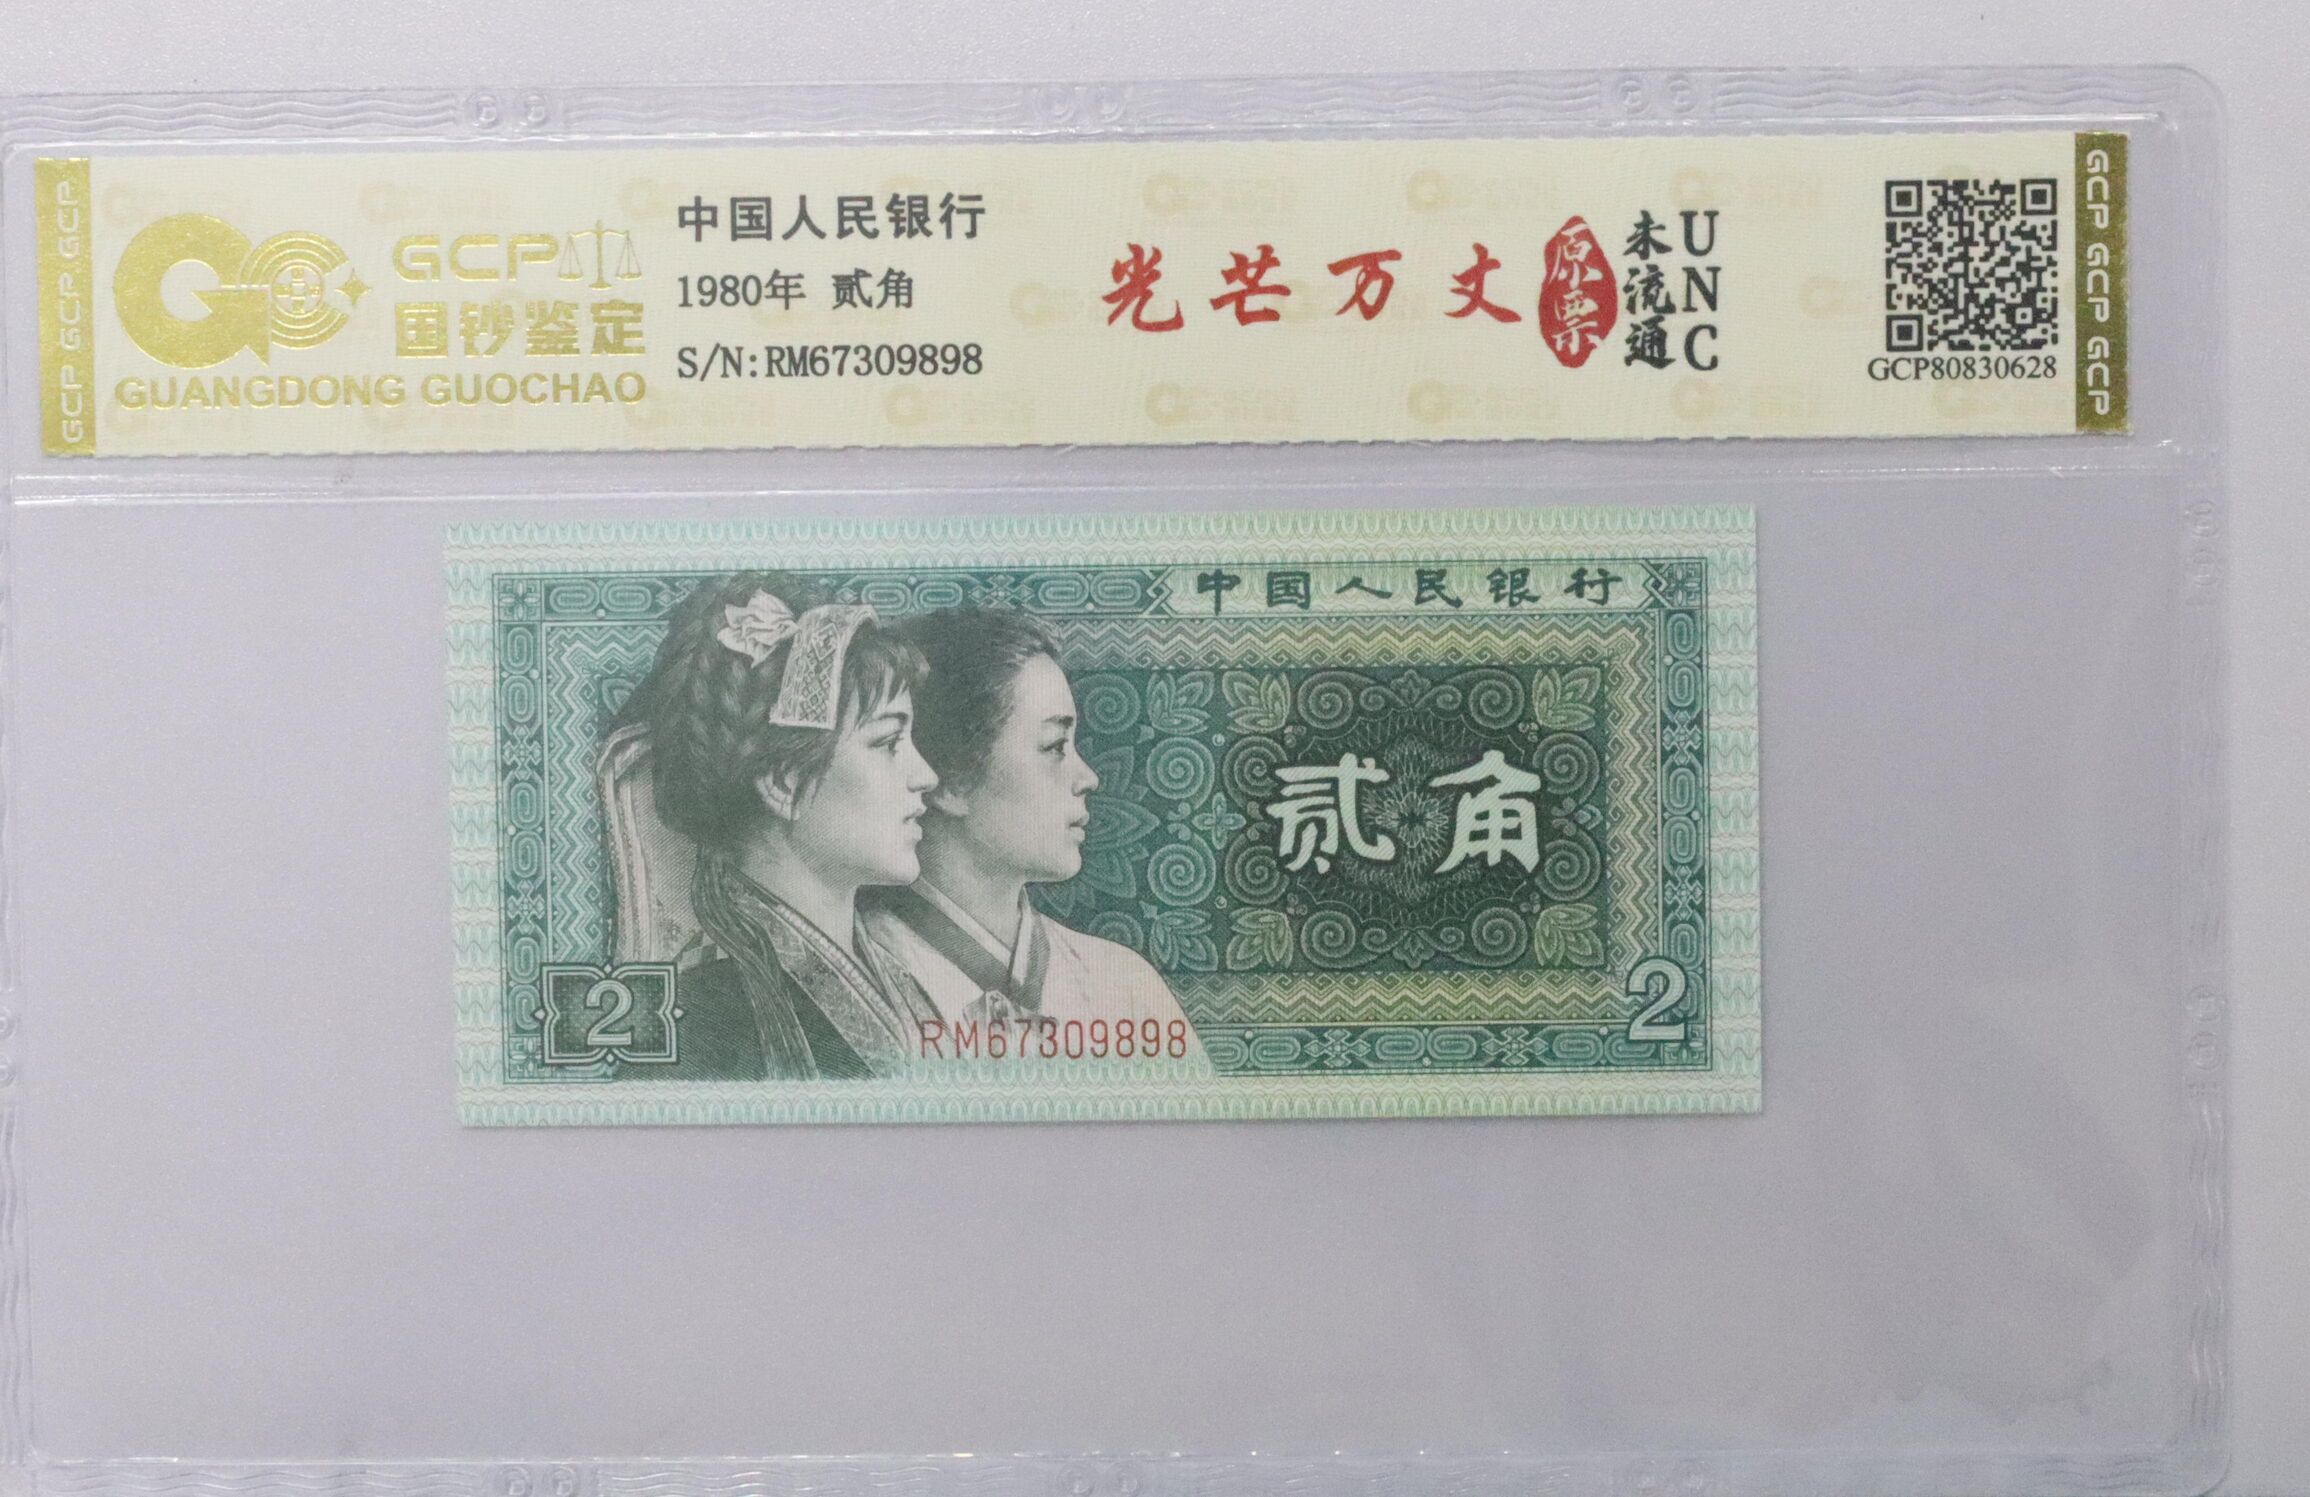 GCP GCP GCP
GCP
国钞鉴定
GUANGDONG GUOCHAO
中国人民银行
1980年 贰角
S/N:RM67309898
光芒万丈
原票
未流通
UNC
GCP80830628
GCP GCP GCP
中国人民银行
贰角
2
2
RM67309898